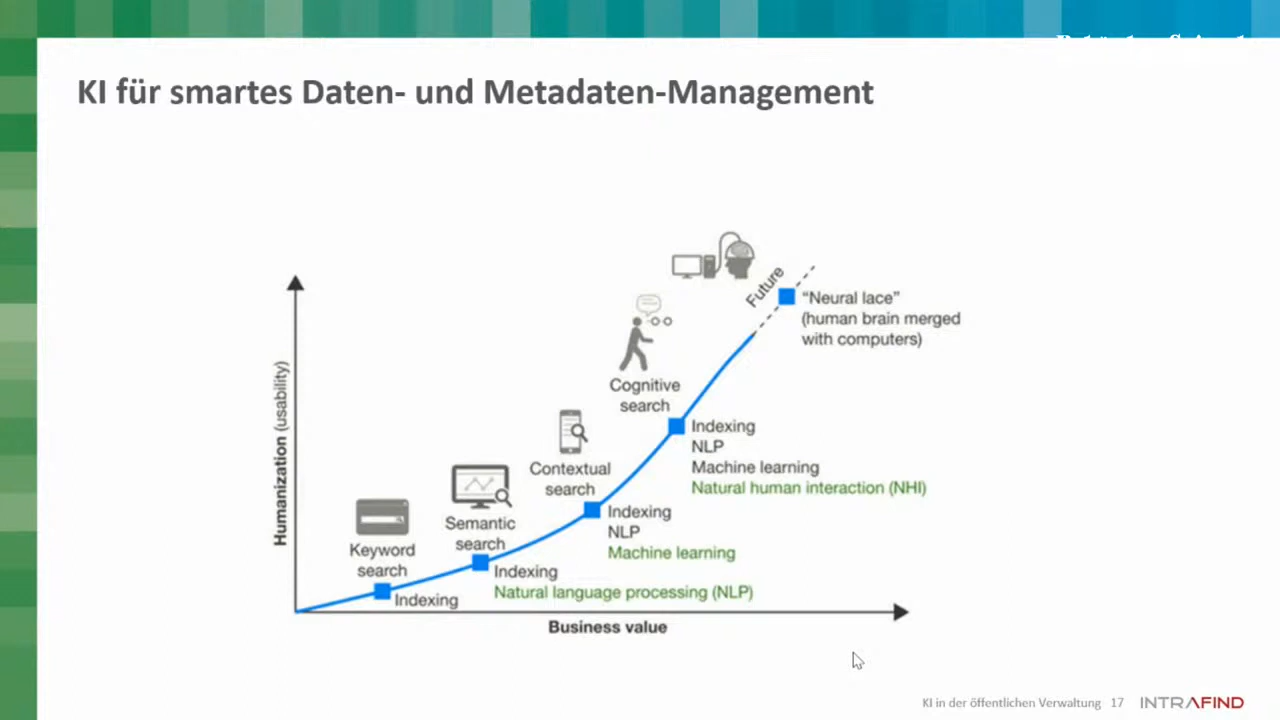 KI für smartes Daten- und Metadaten-Management
Future
"Neural lace"
(human brain merged
with computers)
Cognitive
search
Indexing
NLP
Machine learning
Natural human interaction (NHI)
Contextual
search
Indexing
NLP
Machine learning
Semantic
search
Indexing
Natural language processing (NLP)
Keyword
search
Indexing
Humanization (usability)
Business value
KI in der öffentlichen Verwaltung 17 INTRAFIND